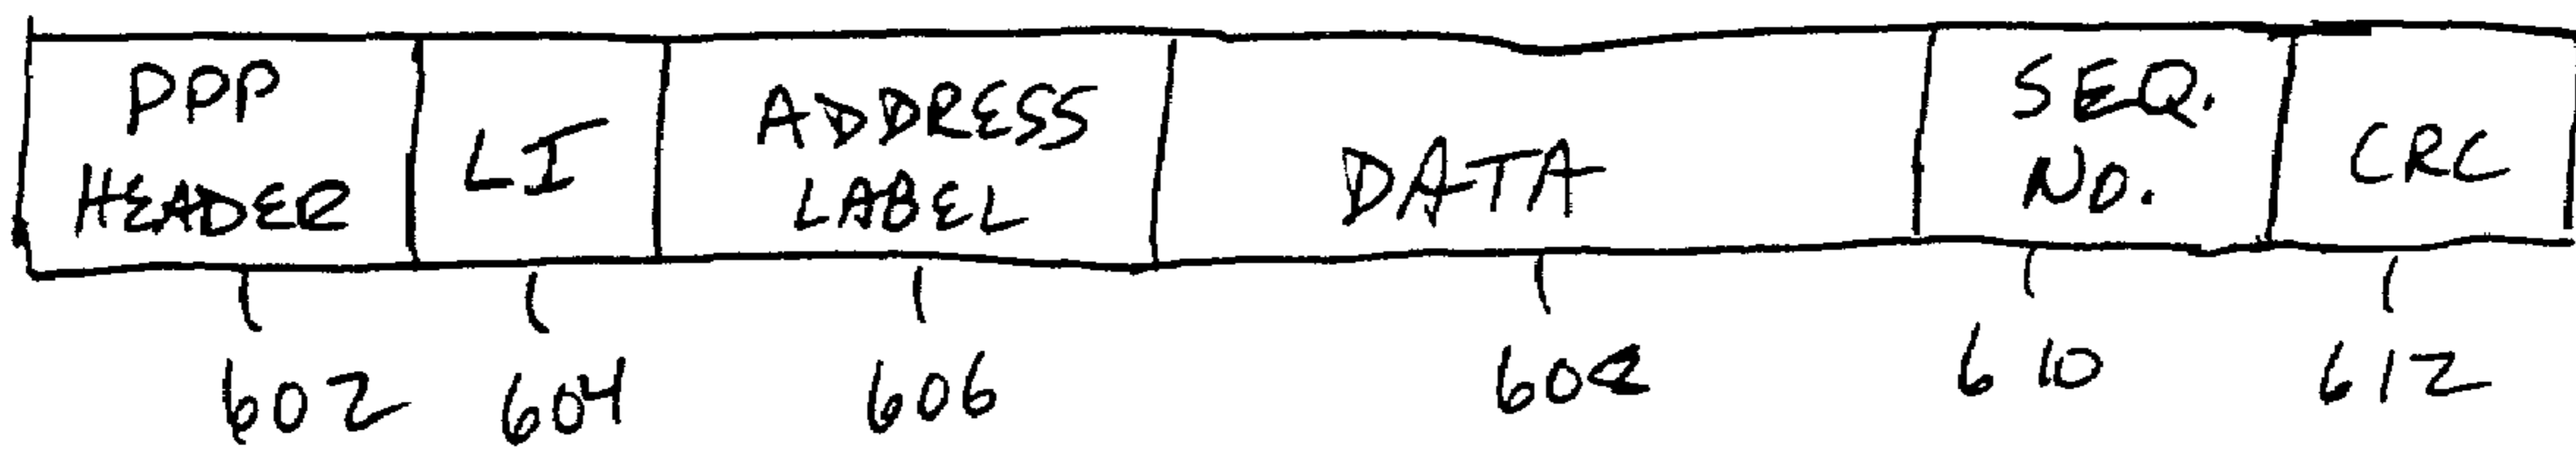 PPP
HEADER
LI
ADDRESS
LABEL
DATA
SEQ.
NO.
CRC
602
604
606
608
610
612